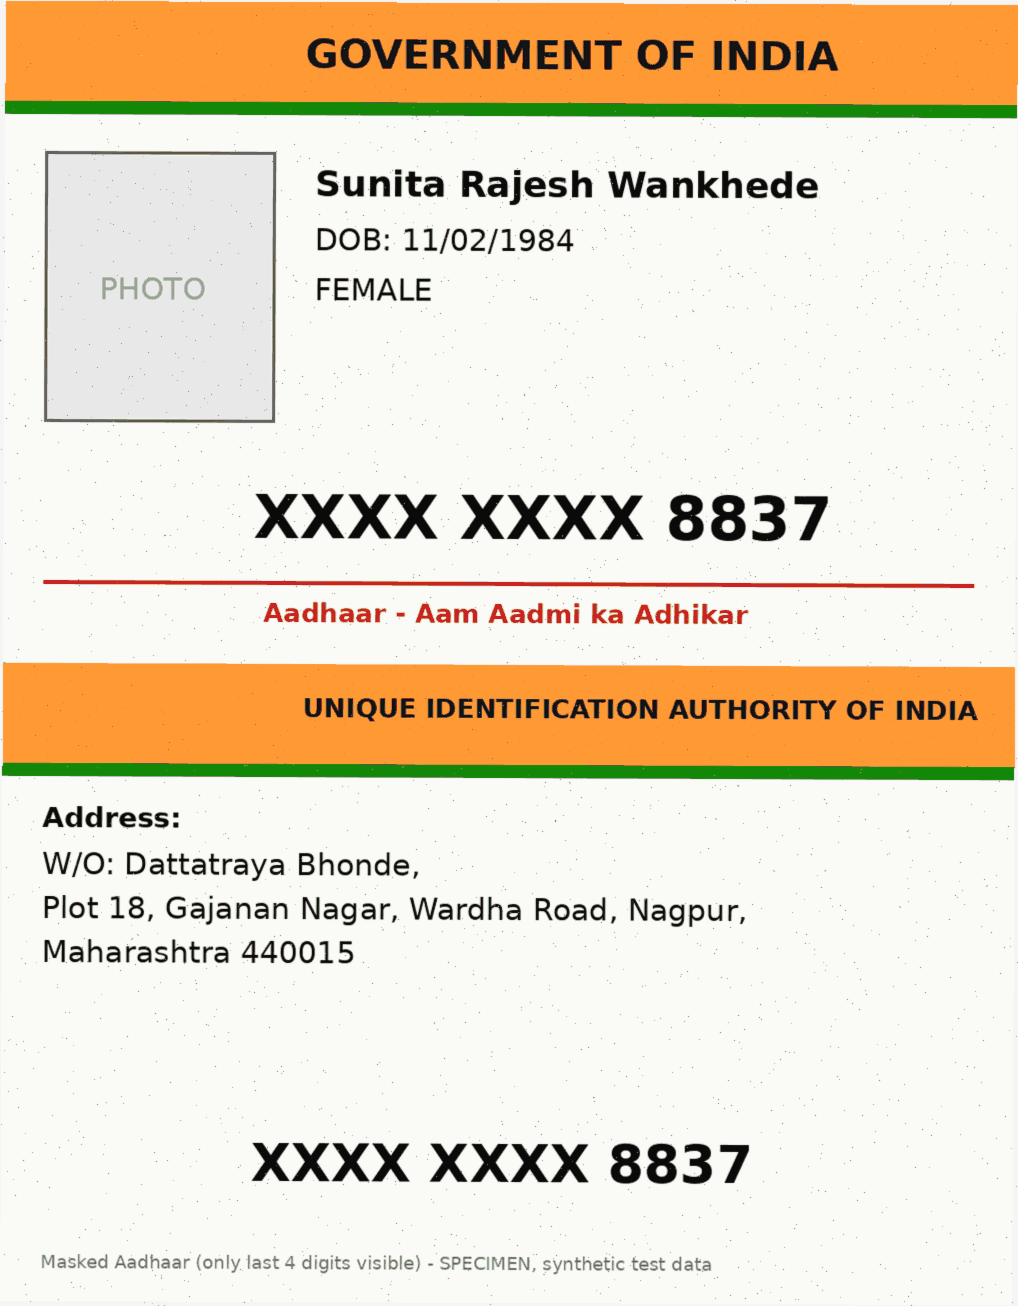 GOVERNMENT OF INDIA
PHOTO
Sunita Rajesh Wankhede
DOB: 11/02/1984
FEMALE
XXXX XXXX 8837
Aadhaar - Aam Aadmi ka Adhikar
UNIQUE IDENTIFICATION AUTHORITY OF INDIA
Address:
W/O: Dattatraya Bhonde,
Plot 18, Gajanan Nagar, Wardha Road, Nagpur,
Maharashtra 440015
XXXX XXXX 8837
Masked Aadhaar (only last 4 digits visible) - SPECIMEN, synthetic test data